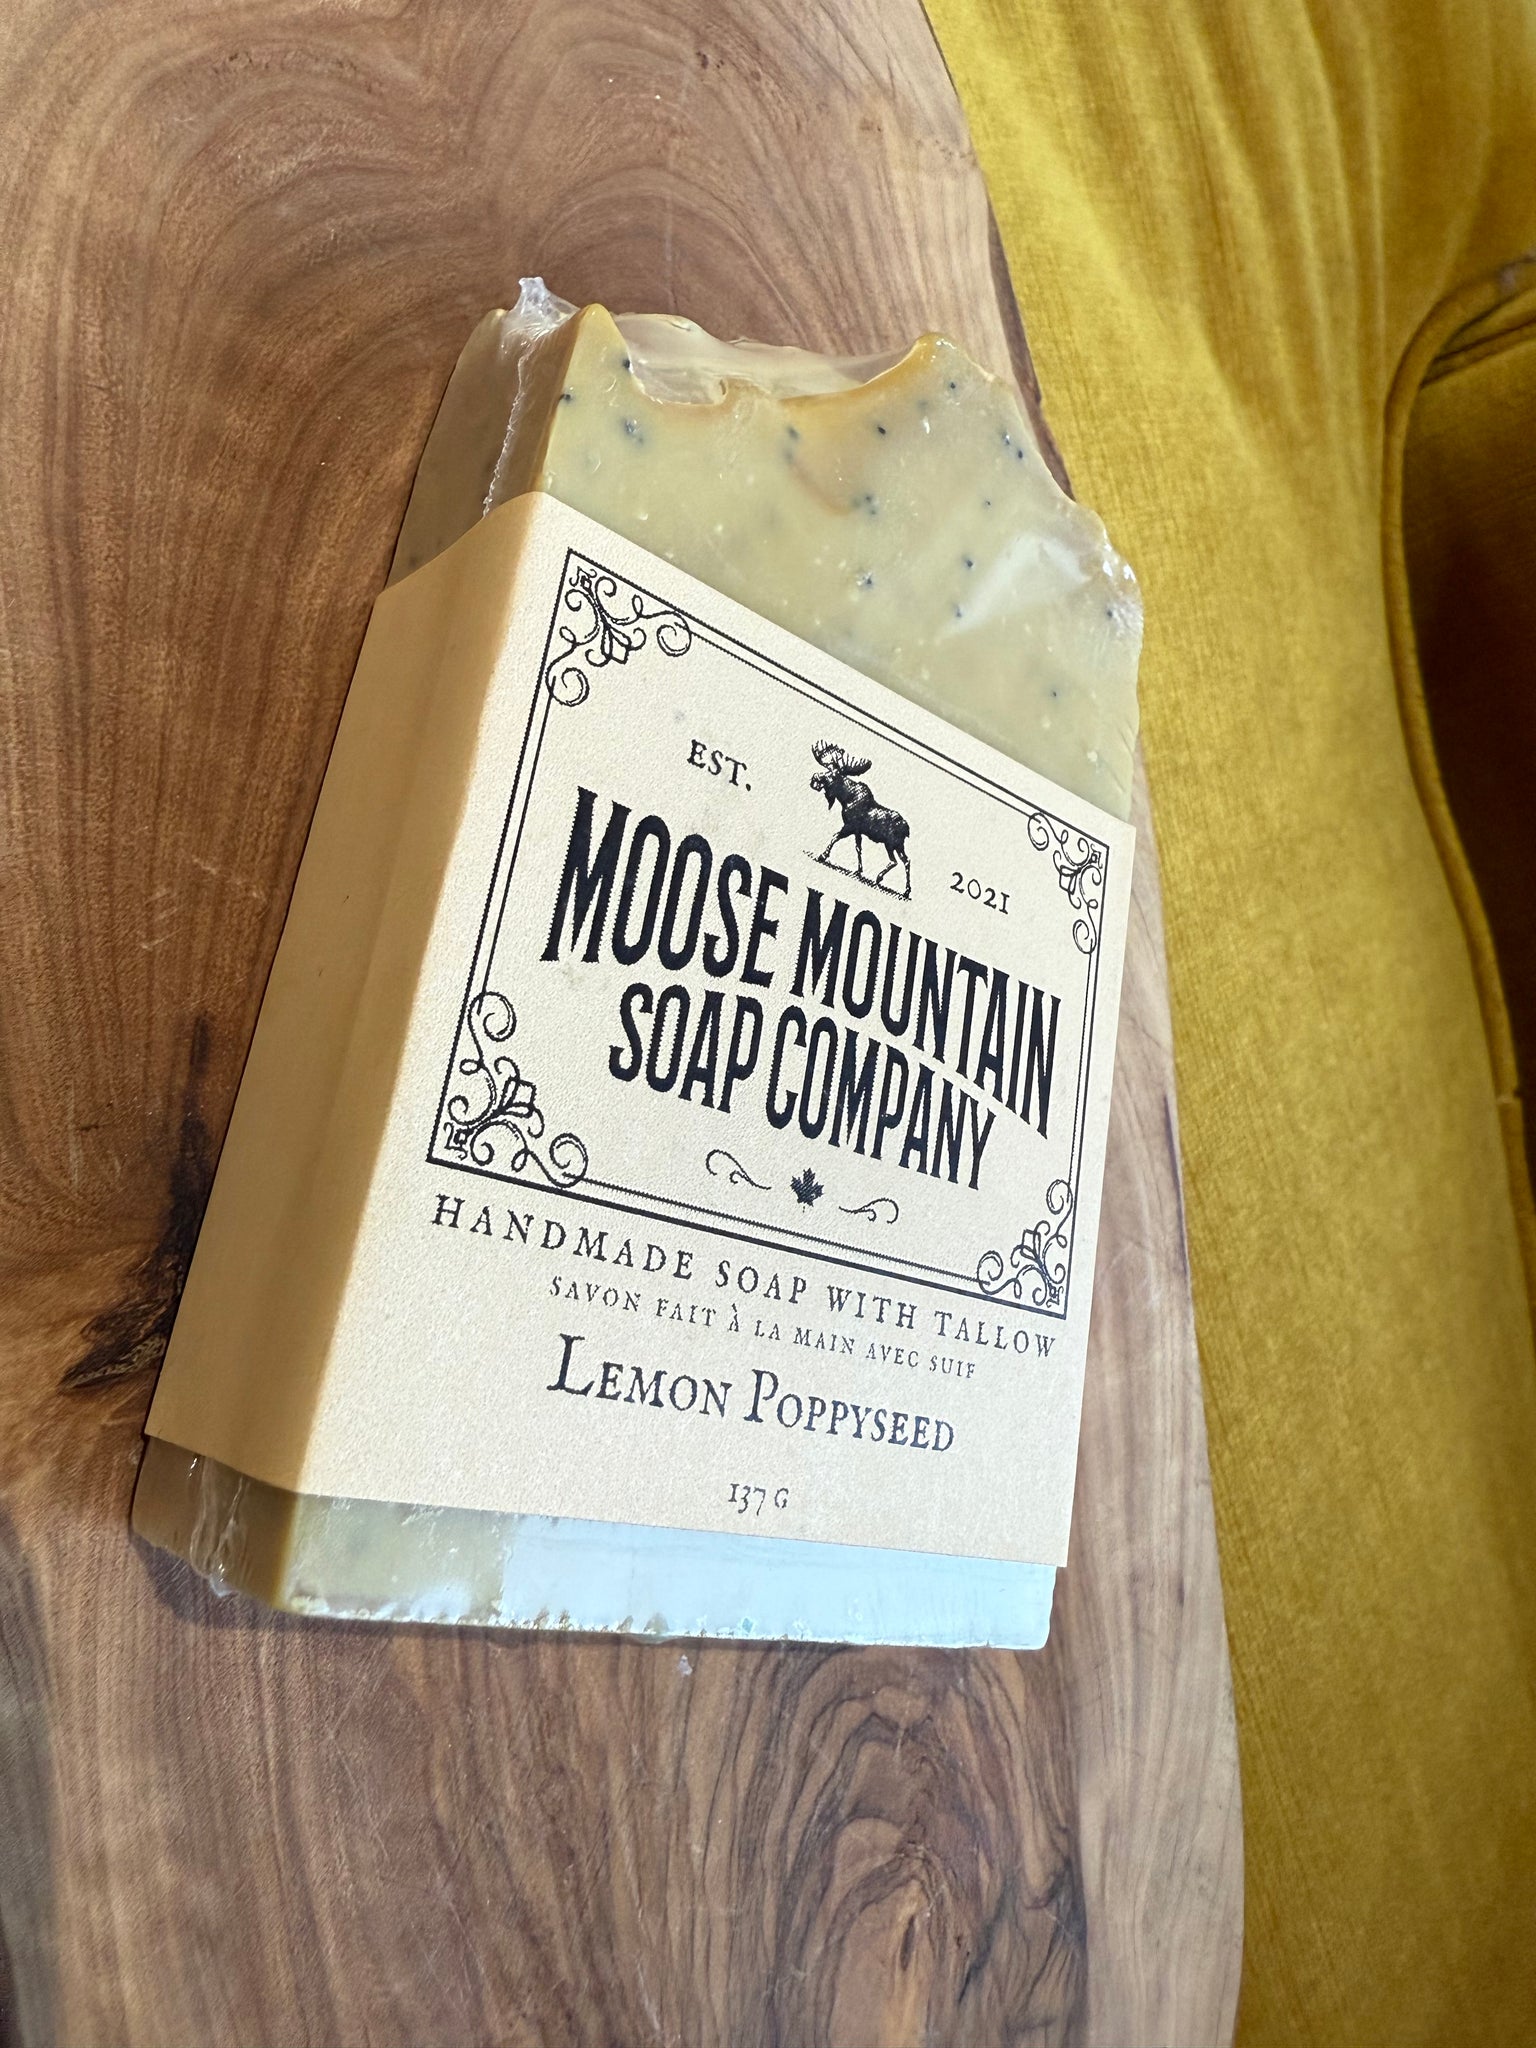 EST. 2021
MOOSE MOUNTAIN
SOAP COMPANY
HANDMADE SOAP WITH TALLOW
SAVON FAIT À LA MAIN AVEC SUIF
LEMON POPPYSEED
137 G